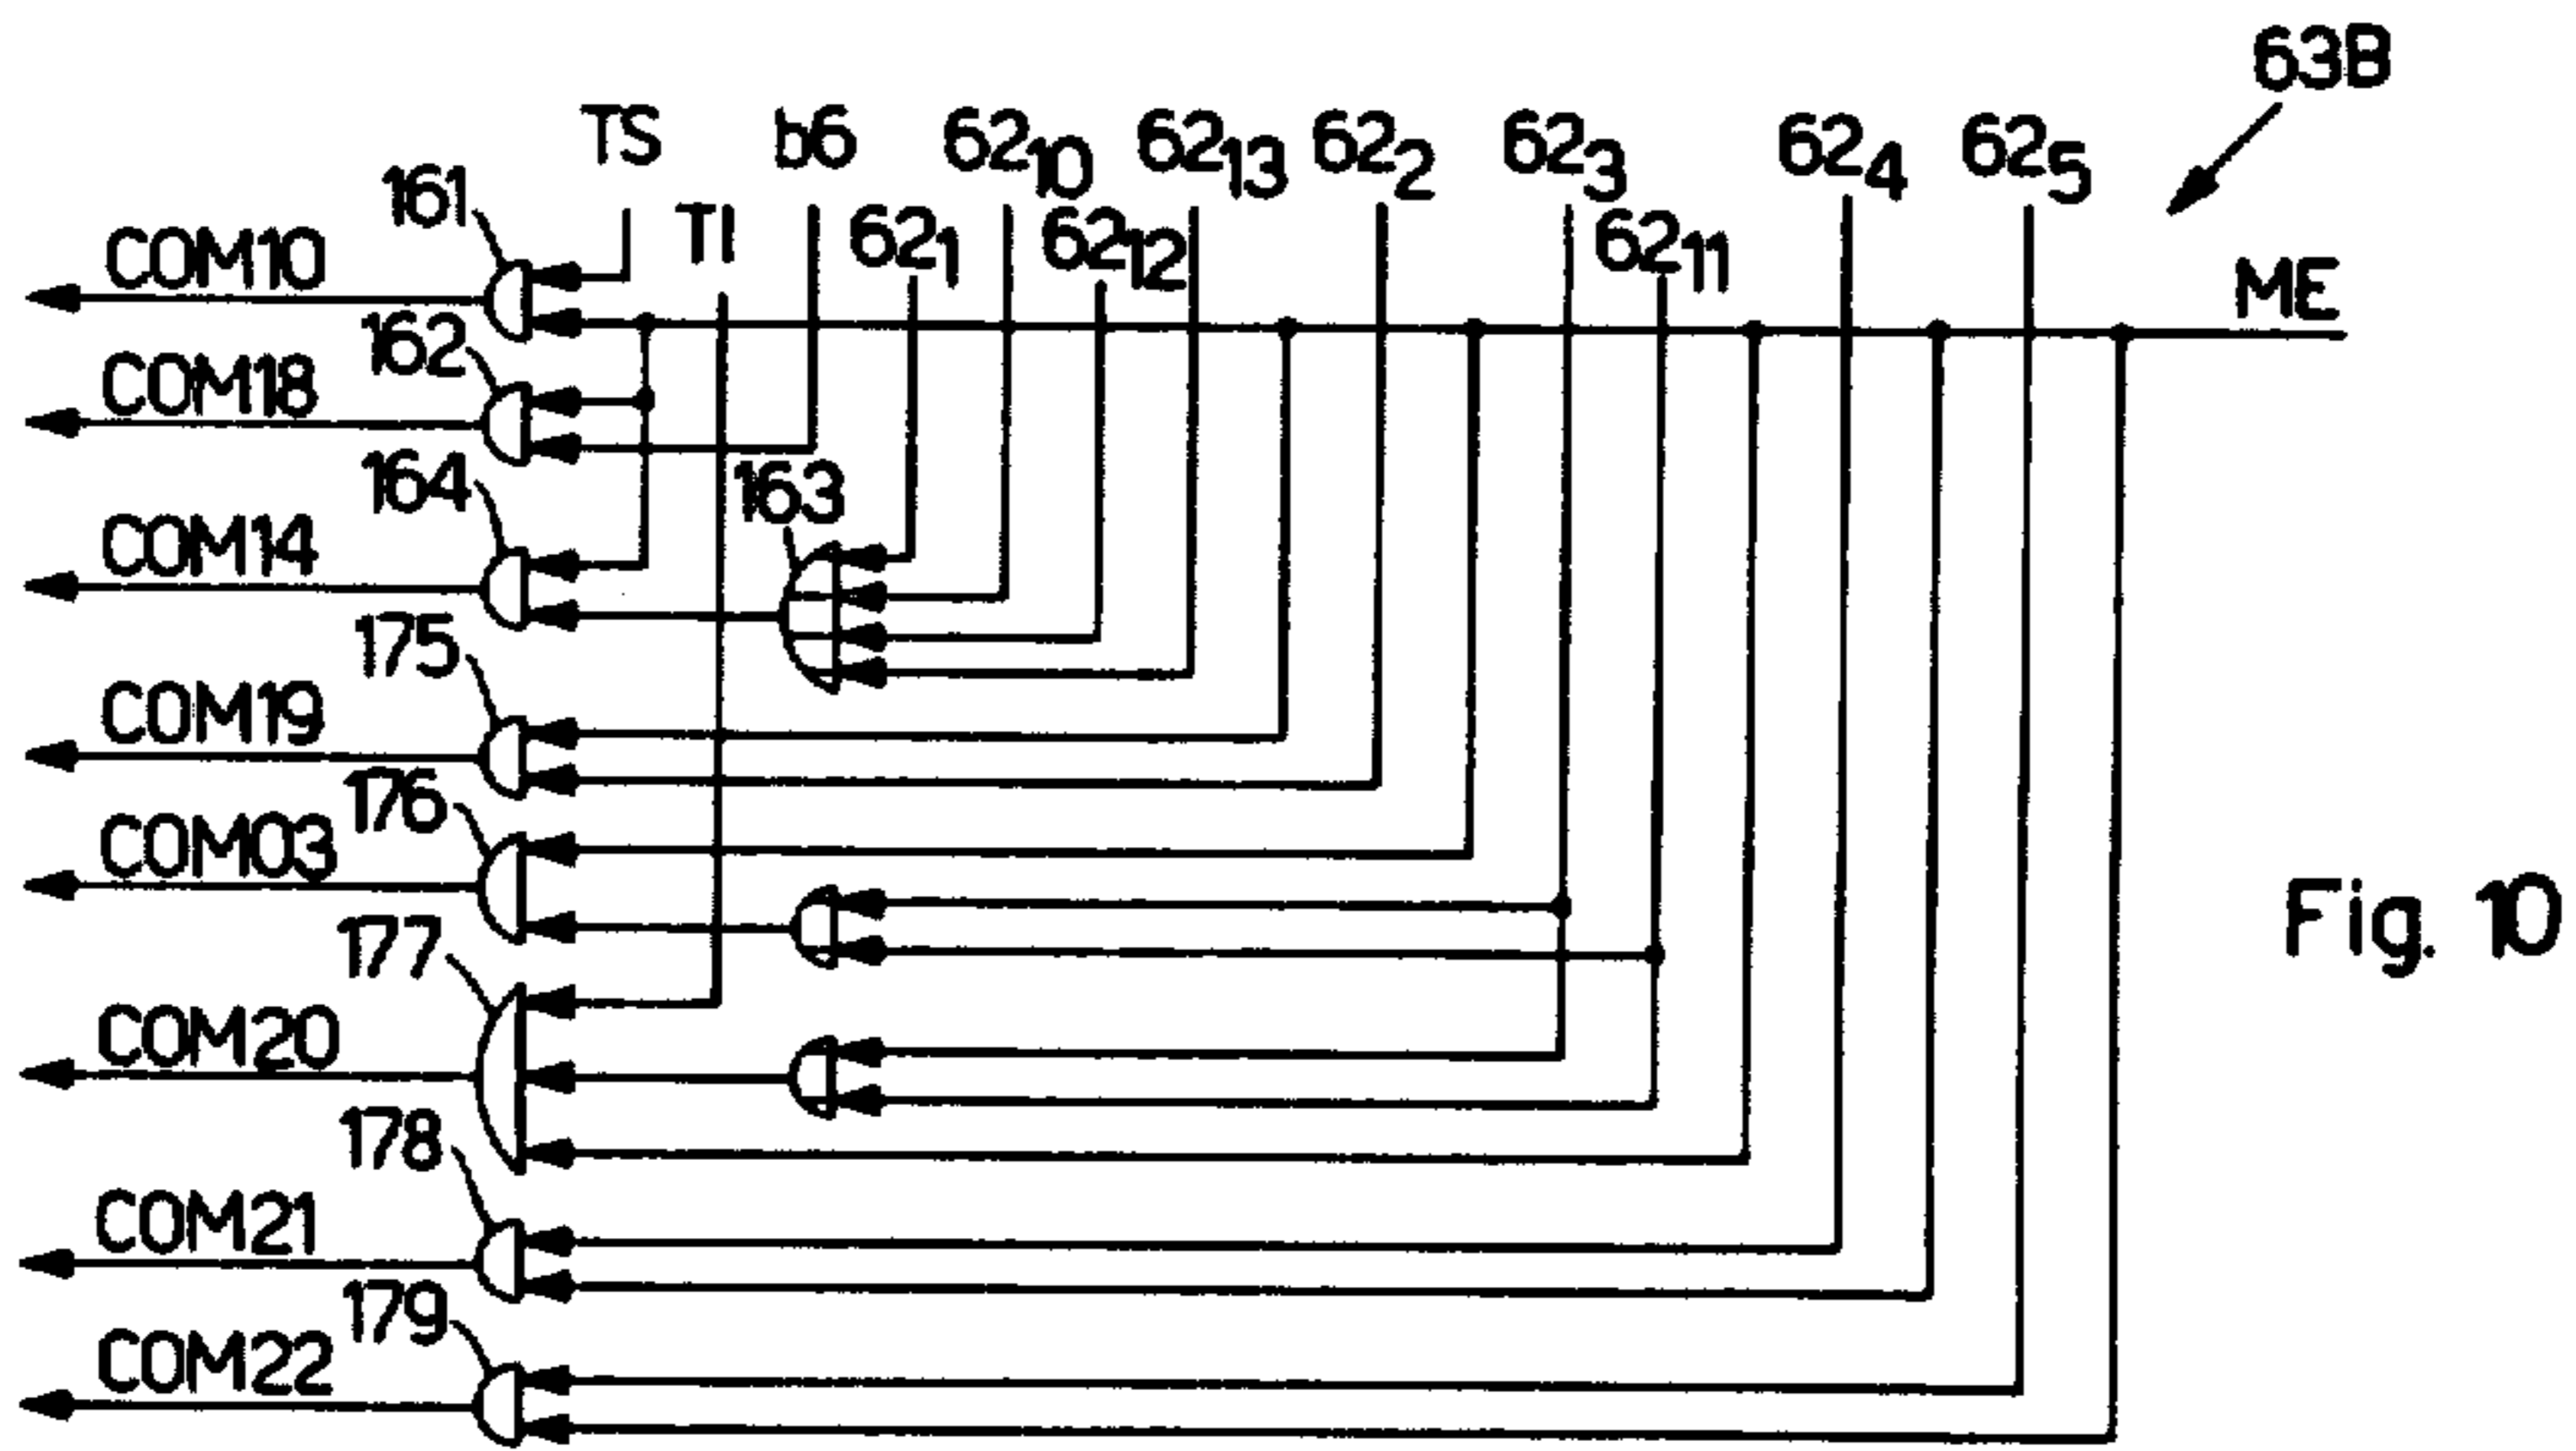 63B
TS b6 62₁₀ 62₁₃ 62₂ 62₃ 62₄ 62₅
161 TI 62₁ 62₁₂ 62₁₁
COM10 ME
162
COM18
164 163
COM14
175
COM19
176
COM03
177
Fig. 10
COM20
178
COM21
179
COM22